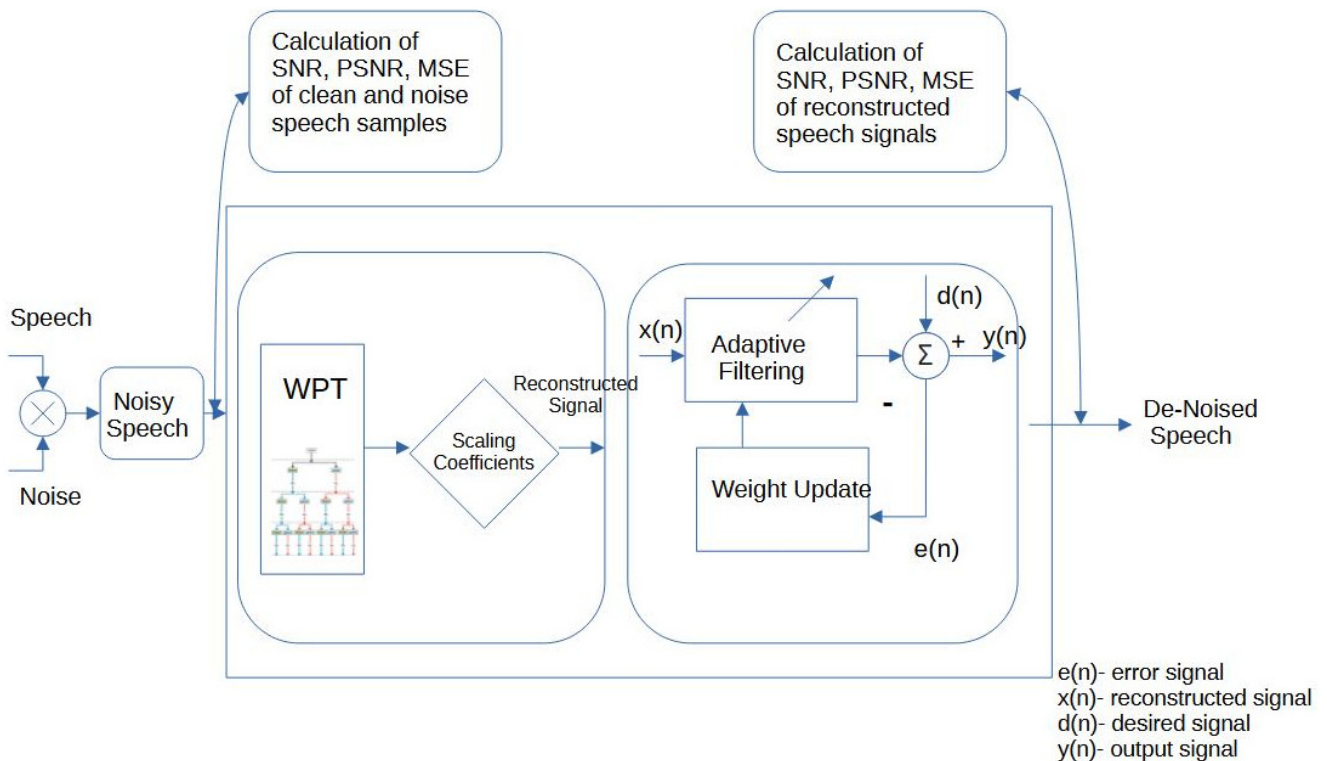 Calculation of
SNR, PSNR, MSE
of clean and noise
speech samples
Calculation of
SNR, PSNR, MSE
of reconstructed
speech signals
Speech
Noise
Noisy
Speech
WPT
Scaling
Coefficients
Reconstructed
Signal
x(n)
Adaptive
Filtering
d(n)
Σ
+
y(n)
-
Weight Update
e(n)
De-Noised
Speech
e(n)- error signal
x(n)- reconstructed signal
d(n)- desired signal
y(n)- output signal